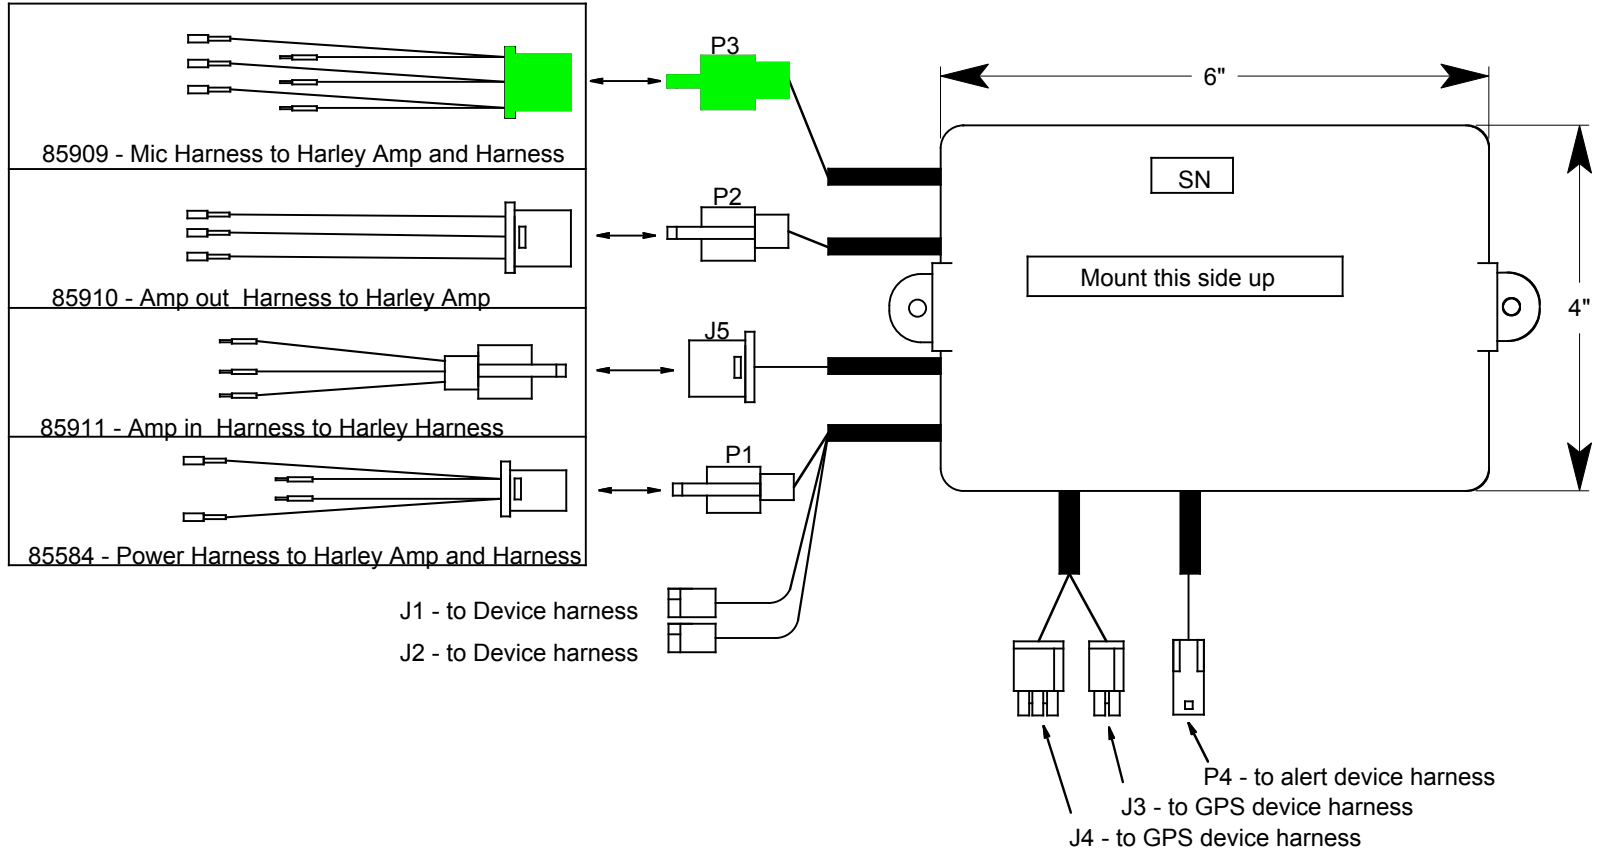 P3
6"
85909 - Mic Harness to Harley Amp and Harness
SN
P2
Mount this side up
85910 - Amp out Harness to Harley Amp
4"
J5
85911 - Amp in Harness to Harley Harness
P1
85584 - Power Harness to Harley Amp and Harness
J1 - to Device harness
J2 - to Device harness
P4 - to alert device harness
J3 - to GPS device harness
J4 - to GPS device harness